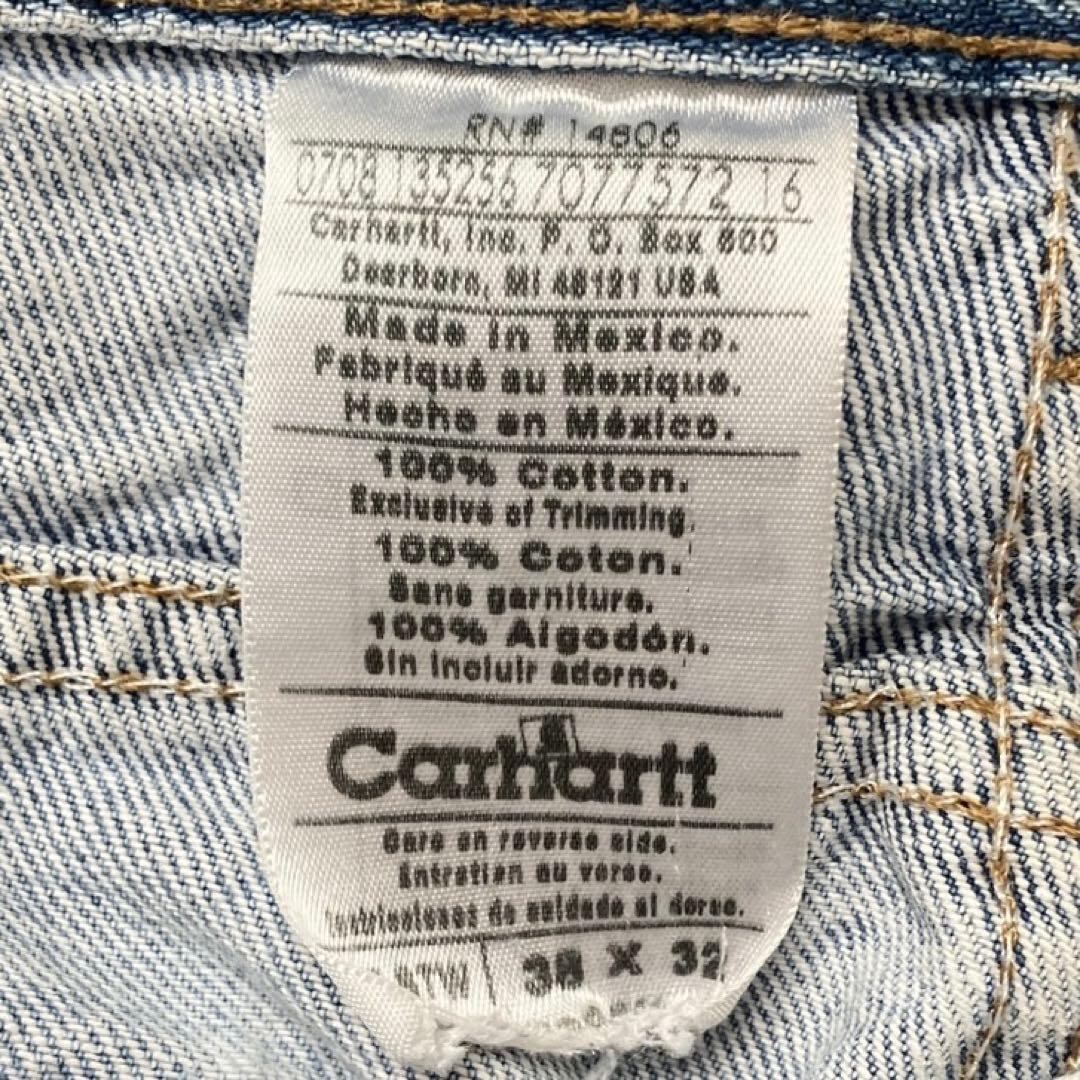 RN# 14806
0708 135256 7077572 16
Carhartt, Inc. P. O. Box 600
Dearborn, MI 48121 USA
Made in Mexico.
Fabriqué au Mexique.
Hecho en México.
100% Cotton.
Exclusive of Trimming.
100% Coton.
Sans garniture.
100% Algodón.
Sin incluir adorno.
Carhartt
Care on reverse side.
Entretien au verso.
de cuidado al dorso.
X 32